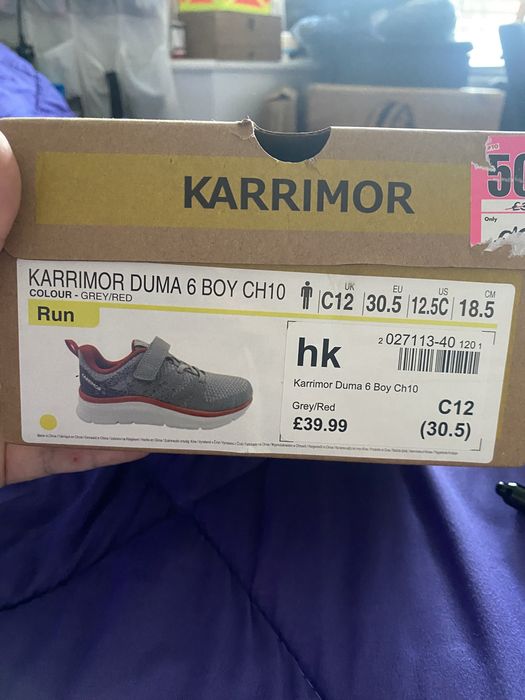 KARRIMOR
50
Only
KARRIMOR DUMA 6 BOY CH10
COLOUR - GREY/RED
Run
UK EU US CM
C12 30.5 12.5C 18.5
hk
2 027113-40 120 1
Karrimor Duma 6 Boy Ch10
Grey/Red
£39.99
C12
(30.5)